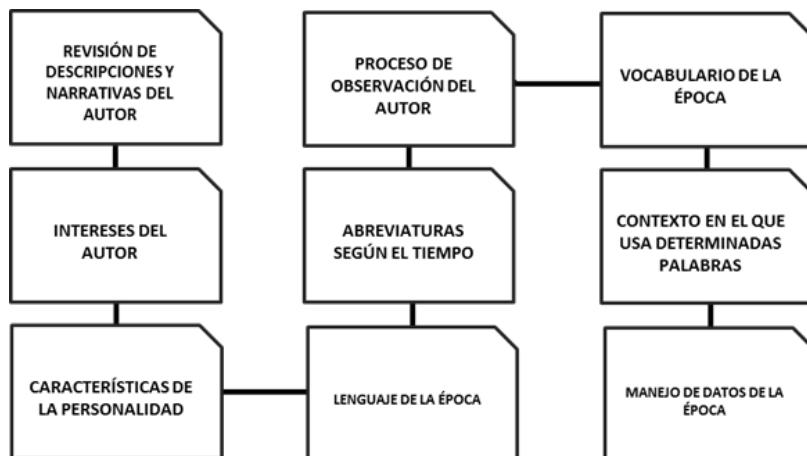 REVISIÓN DE
DESCRIPCIONES Y
NARRATIVAS DEL
AUTOR
INTERESES DEL
AUTOR
CARACTERÍSTICAS DE
LA PERSONALIDAD
LENGUAJE DE LA ÉPOCA
ABREVIATURAS
SEGÚN EL TIEMPO
PROCESO DE
OBSERVACIÓN DEL
AUTOR
VOCABULARIO DE LA
ÉPOCA
CONTEXTO EN EL QUE
USA DETERMINADAS
PALABRAS
MANEJO DE DATOS DE LA
ÉPOCA